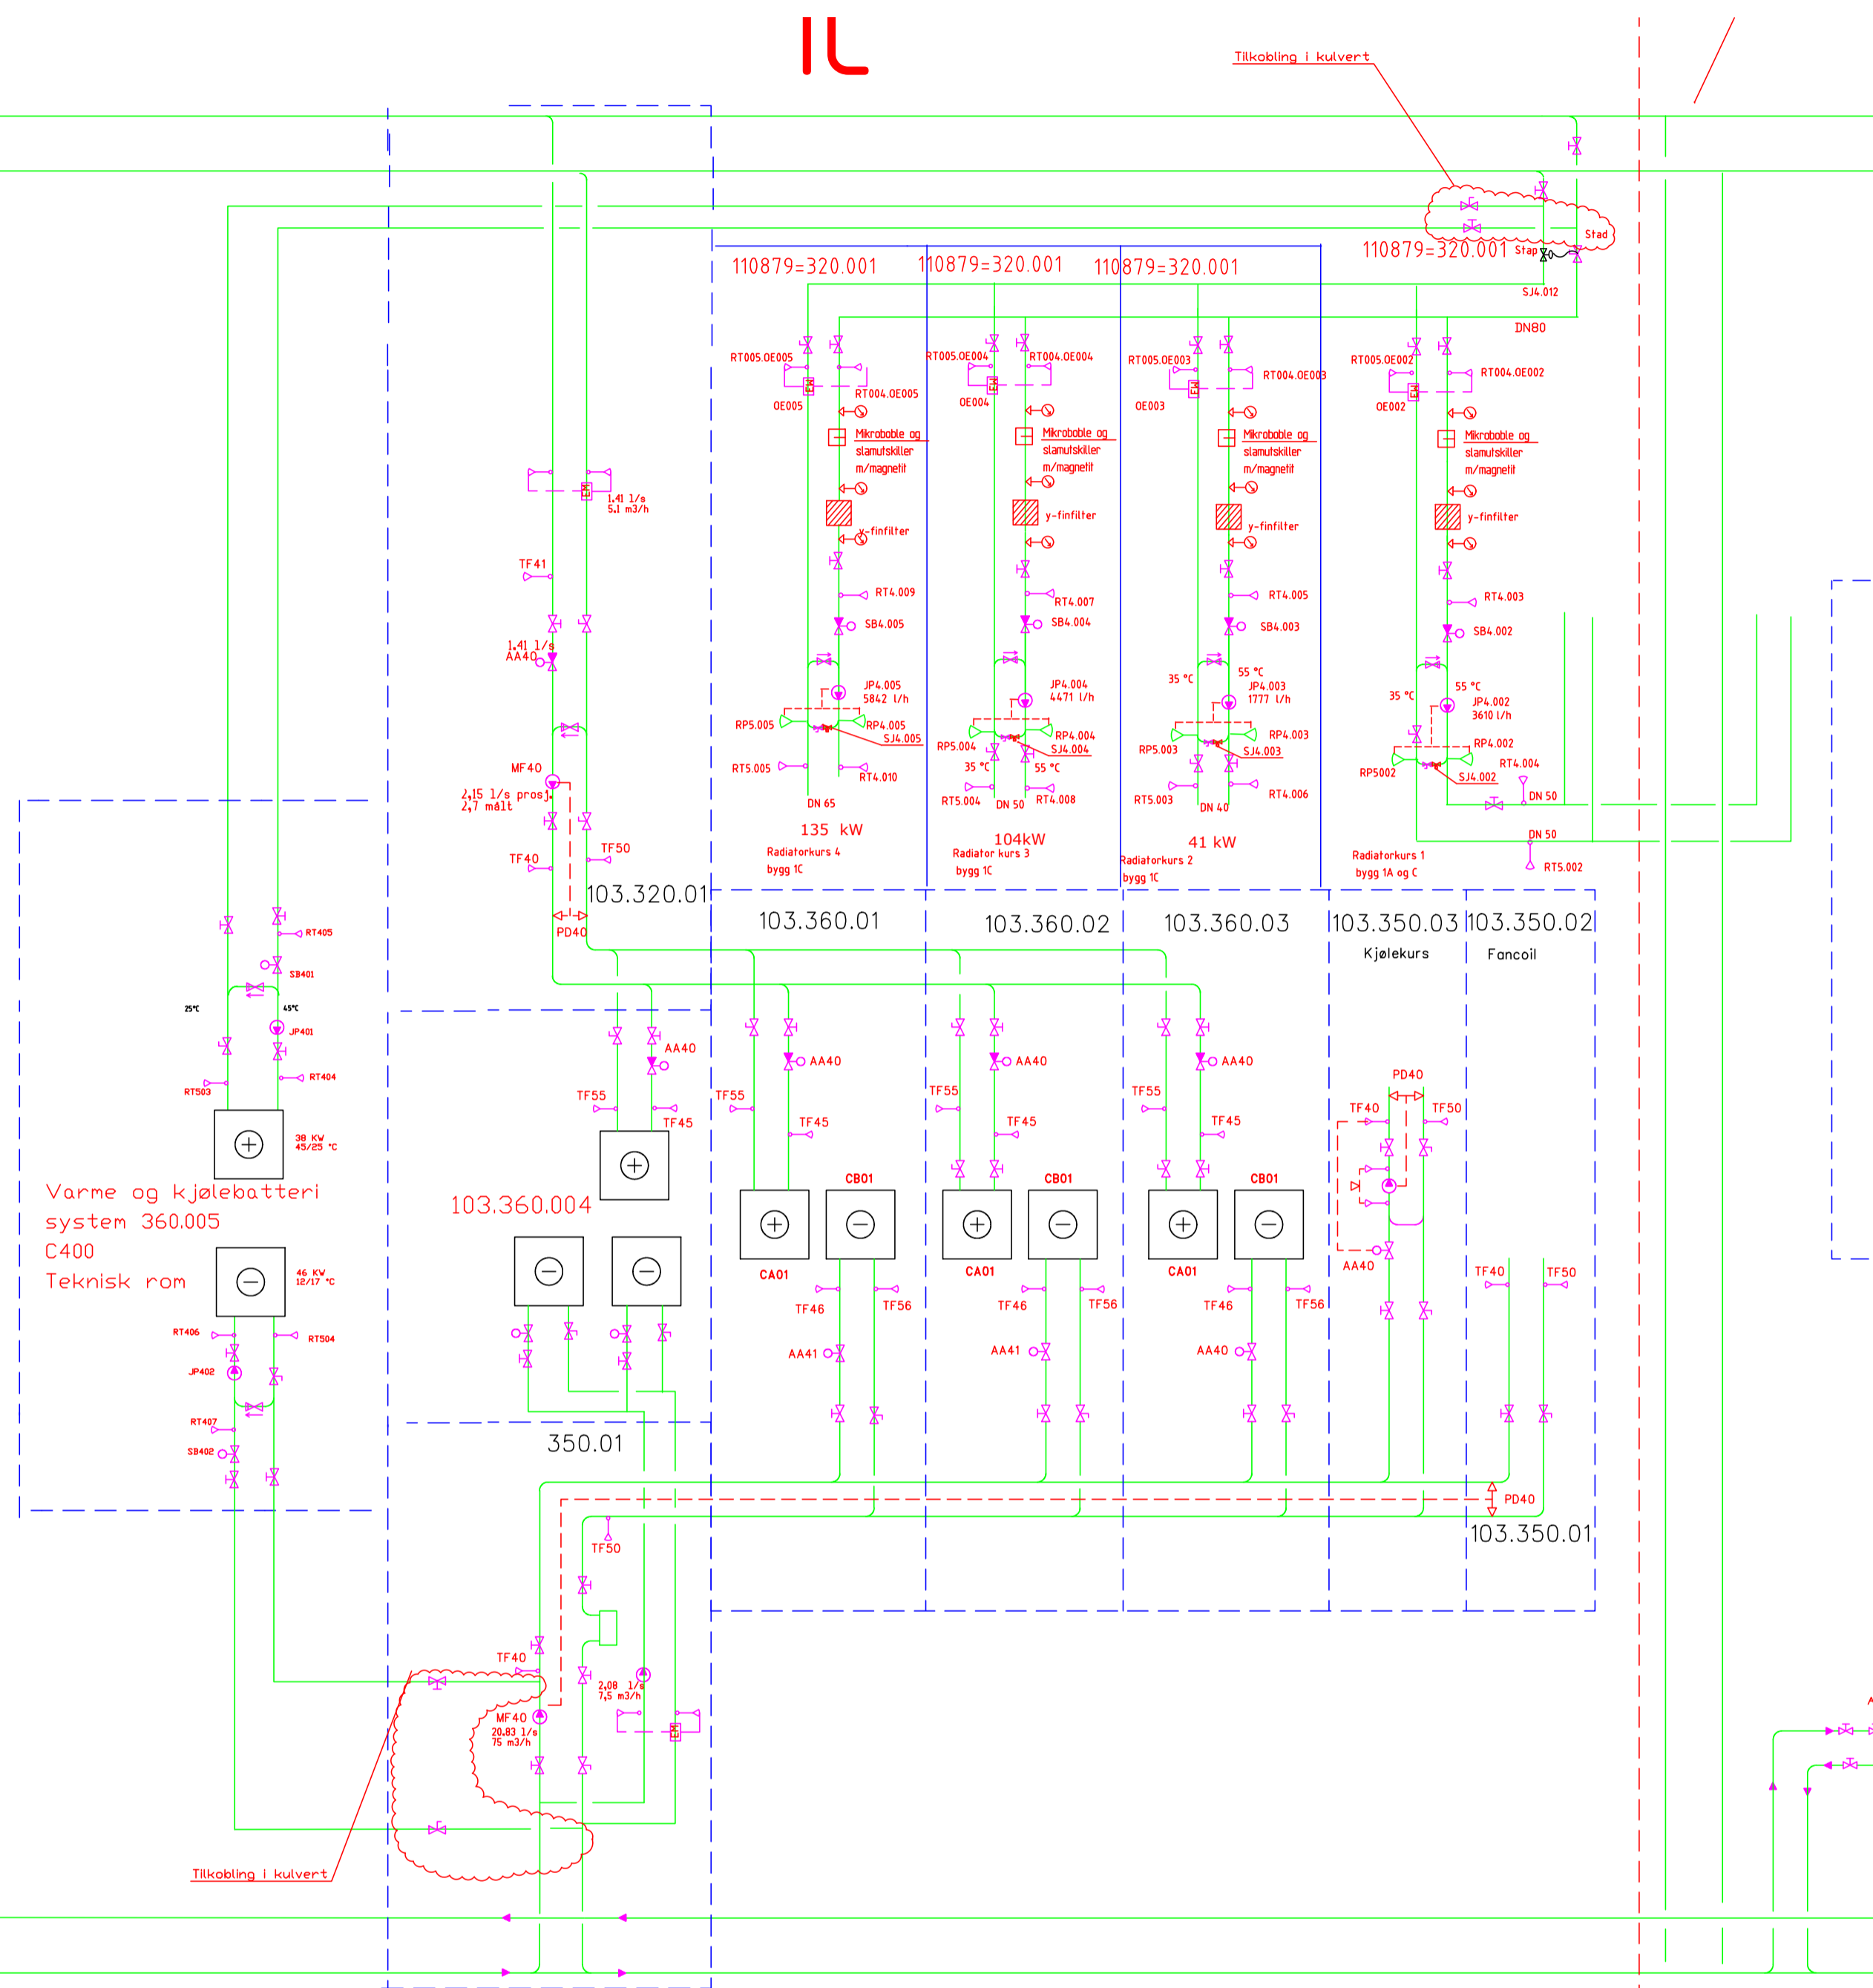 Tilkobling i kulvert
Stad
110879=320.001
110879=320.001
110879=320.001
110879=320.001
Stap
SJ4.012
DN80
RT005.OE005
EM
OE005
RT004.OE005
Mikroboble og
slamutskiller
m/magnetit
y-finfilter
RT4.009
SB4.005
JP4.005
5842 l/h
RP5.005
RP4.005
SJ4.005
RT5.005
RT4.010
DN 65
135 kW
Radiatorkurs 4
bygg 1C
RT005.OE004
RT004.OE004
EM
OE004
Mikroboble og
slamutskiller
m/magnetit
y-finfilter
RT4.007
SB4.004
JP4.004
4471 l/h
RP5.004
RP4.004
SJ4.004
35 °C
55 °C
RT5.004
RT4.008
DN 50
104kW
Radiator kurs 3
bygg 1C
RT005.OE003
RT004.OE003
EM
OE003
Mikroboble og
slamutskiller
m/magnetit
y-finfilter
RT4.005
SB4.003
35 °C
55 °C
JP4.003
1777 l/h
RP5.003
RP4.003
SJ4.003
RT5.003
RT4.006
DN 40
41 kW
Radiatorkurs 2
bygg 1C
RT005.OE002
RT004.OE002
EM
OE002
Mikroboble og
slamutskiller
m/magnetit
y-finfilter
RT4.003
SB4.002
35 °C
55 °C
JP4.002
3610 l/h
RP4.002
RP5002
SJ4.002
RT4.004
DN 50
DN 50
RT5.002
Radiatorkurs 1
bygg 1A og C
EM
1.41 l/s
5.1 m3/h
TF41
1.41 l/s
AA40
MF40
2,15 l/s prosj.
2,7 målt
TF40
TF50
103.320.01
PD40
RT405
SB401
25°C
45°C
JP401
RT503
RT404
38 KW
45/25 °C
Varme og kjølebatteri
system 360.005
C400
Teknisk rom
46 KW
12/17 °C
RT406
RT504
JP402
RT407
SB402
AA40
TF55
TF45
103.360.004
103.360.01
AA40
TF55
TF45
CB01
CA01
TF46
TF56
AA41
103.360.02
AA40
TF55
TF45
CB01
CA01
TF46
TF56
AA41
103.360.03
AA40
TF55
TF45
CB01
CA01
TF46
TF56
AA40
103.350.03
Kjølekurs
PD40
TF40
TF50
AA40
103.350.02
Fancoil
TF40
TF50
350.01
PD40
103.350.01
TF50
TF40
2,08 l/s
7,5 m3/h
MF40
20.83 l/s
75 m3/h
EM
Tilkobling i kulvert